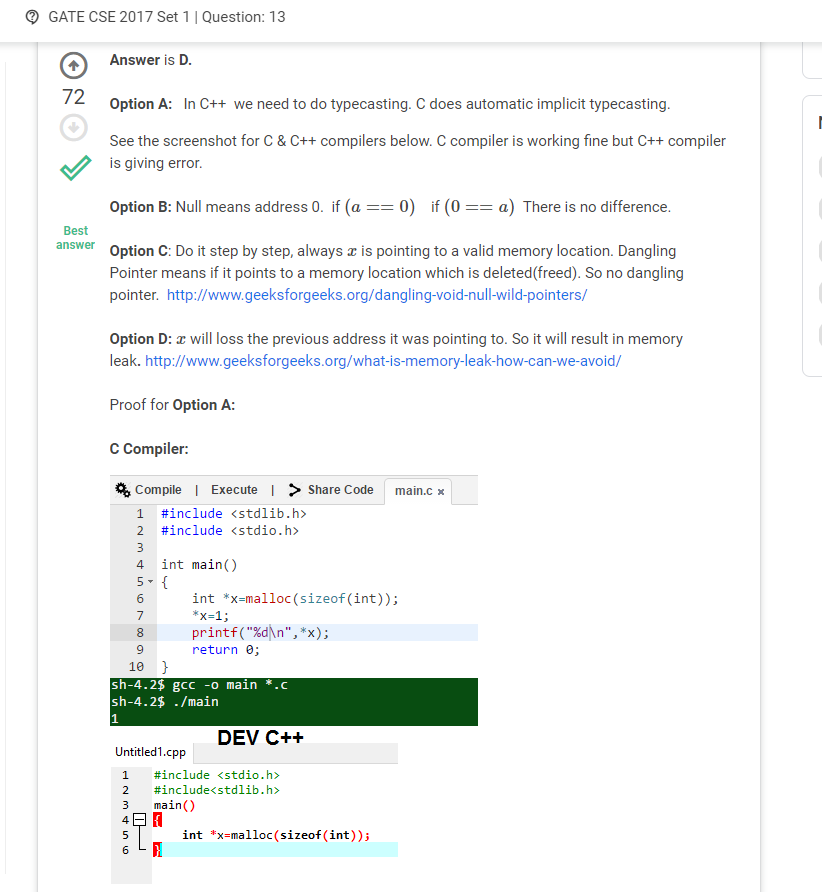 GATE CSE 2017 Set 1 | Question: 13
Answer is D.
72
Option A: In C++ we need to do typecasting. C does automatic implicit typecasting.
See the screenshot for C & C++ compilers below. C compiler is working fine but C++ compiler
is giving error.
Option B: Null means address 0. if (a == 0) if (0 == a) There is no difference.
Best
answer
Option C: Do it step by step, always x is pointing to a valid memory location. Dangling
Pointer means if it points to a memory location which is deleted(freed). So no dangling
pointer. http://www.geeksforgeeks.org/dangling-void-null-wild-pointers/
Option D: x will loss the previous address it was pointing to. So it will result in memory
leak. http://www.geeksforgeeks.org/what-is-memory-leak-how-can-we-avoid/
Proof for Option A:
C Compiler:
Compile | Execute | Share Code main.c x
1 #include <stdlib.h>
2 #include <stdio.h>
3
4 int main()
5 {
6 int *x=malloc(sizeof(int));
7 *x=1;
8 printf("%d\n",*x);
9 return 0;
10 }
sh-4.2$ gcc -o main *.c
sh-4.2$ ./main
1
DEV C++
Untitled1.cpp
1 #include <stdio.h>
2 #include<stdlib.h>
3 main()
4 {
5 int *x=malloc(sizeof(int));
6 }